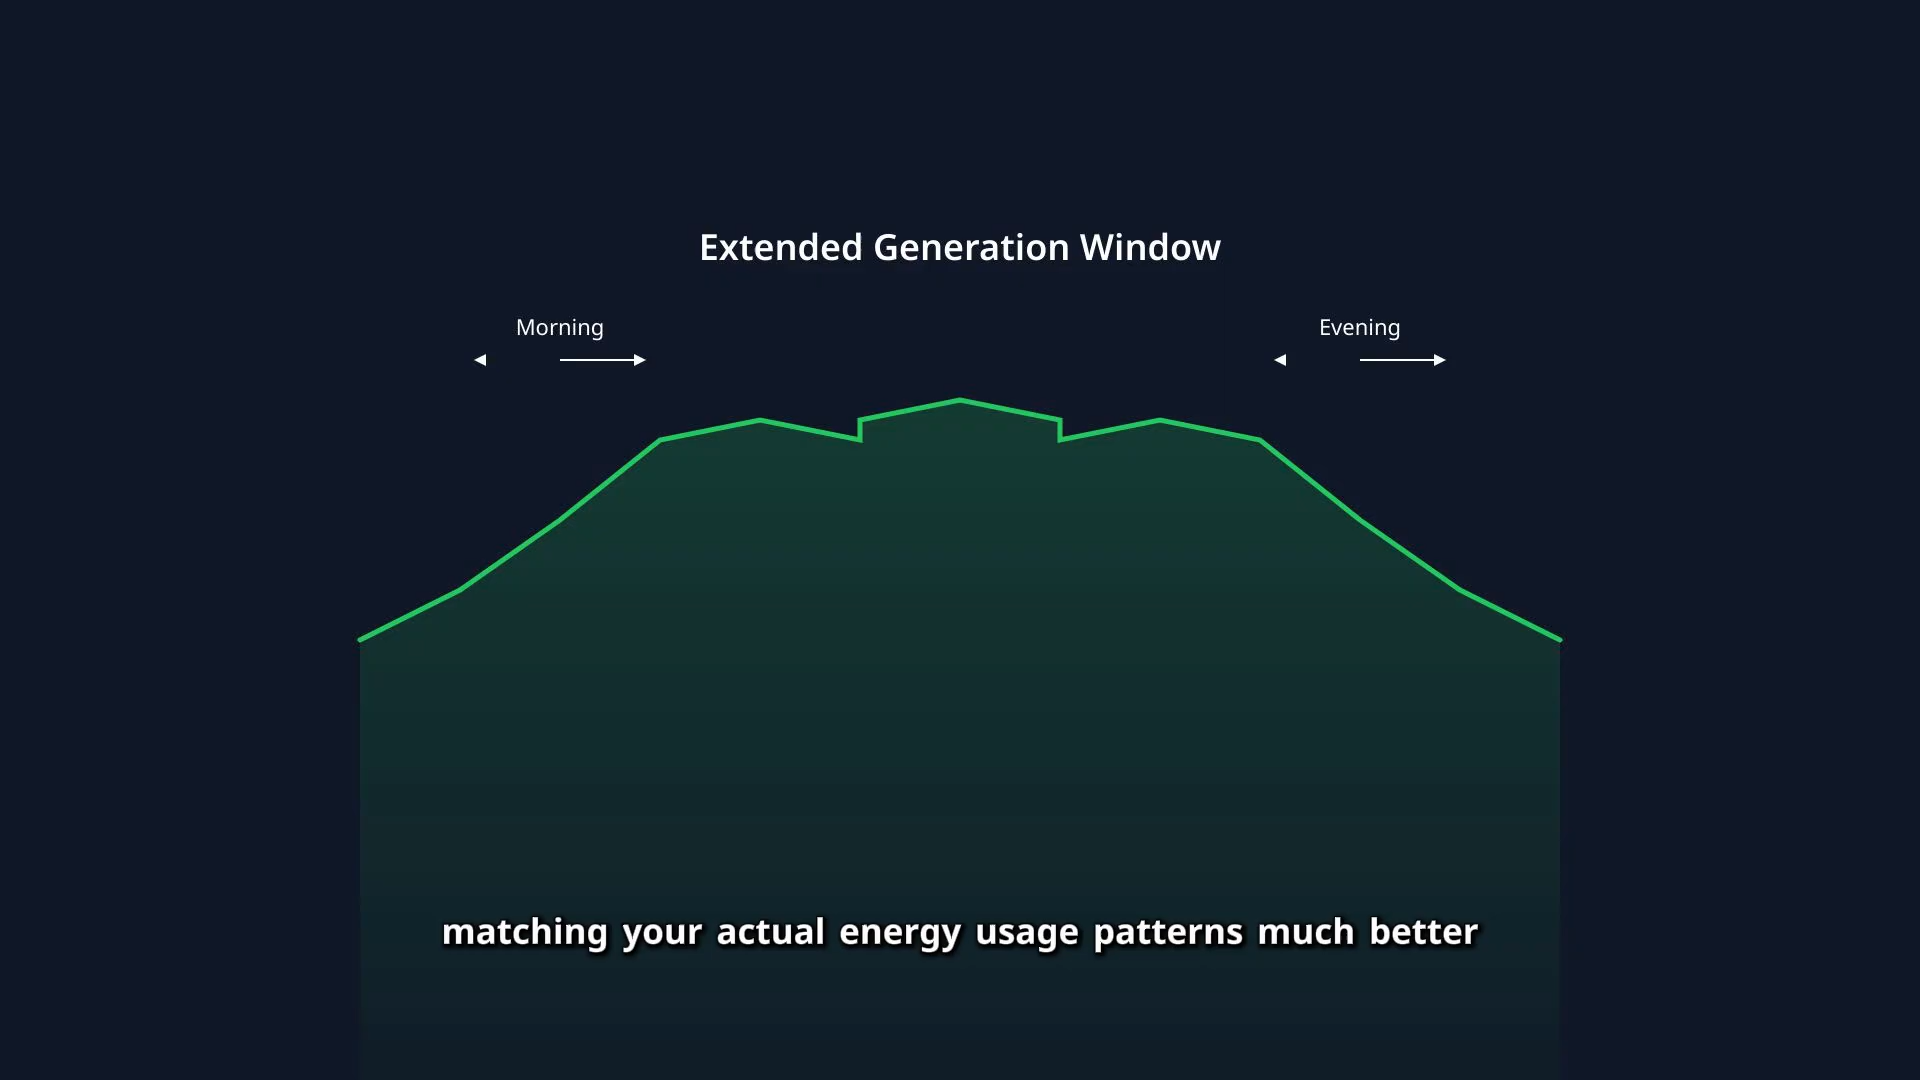 Extended Generation Window
Morning
Evening
matching your actual energy usage patterns much better